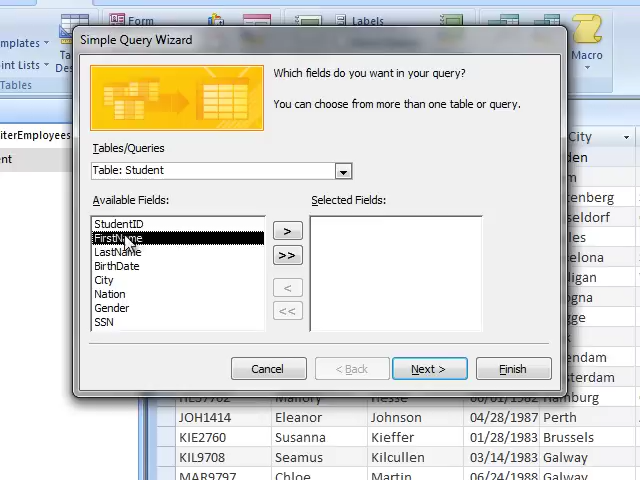 Form
Labels
Templates
Point Lists
Tables
Macro
Simple Query Wizard
Which fields do you want in your query?
You can choose from more than one table or query.
Tables/Queries
Table: Student
Available Fields:
Selected Fields:
StudentID
FirstName
LastName
BirthDate
City
Nation
Gender
SSN
>
>>
<
<<
Cancel
< Back
Next >
Finish
City
Hamburg
JOH1414 Eleanor Johnson 04/28/1987 Perth
KIE2760 Susanna Kieffer 01/28/1983 Brussels
KIL9708 Seamus Kilcullen 03/14/1983 Galway
MAR9797 Chloe Martin 06/24/1988 Galway